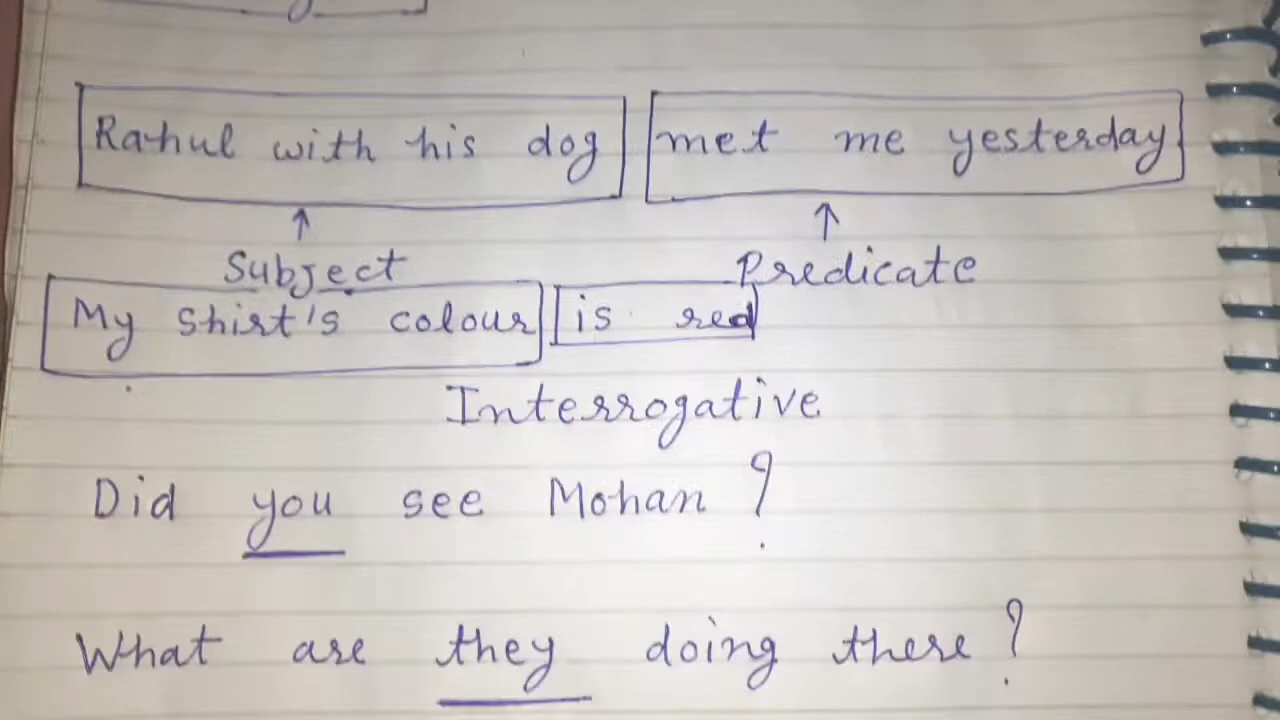 Rahul with his dog met me yesterday
Subject Predicate
My shirt's colour is red
Interrogative
Did you see Mohan ?
What are they doing there ?